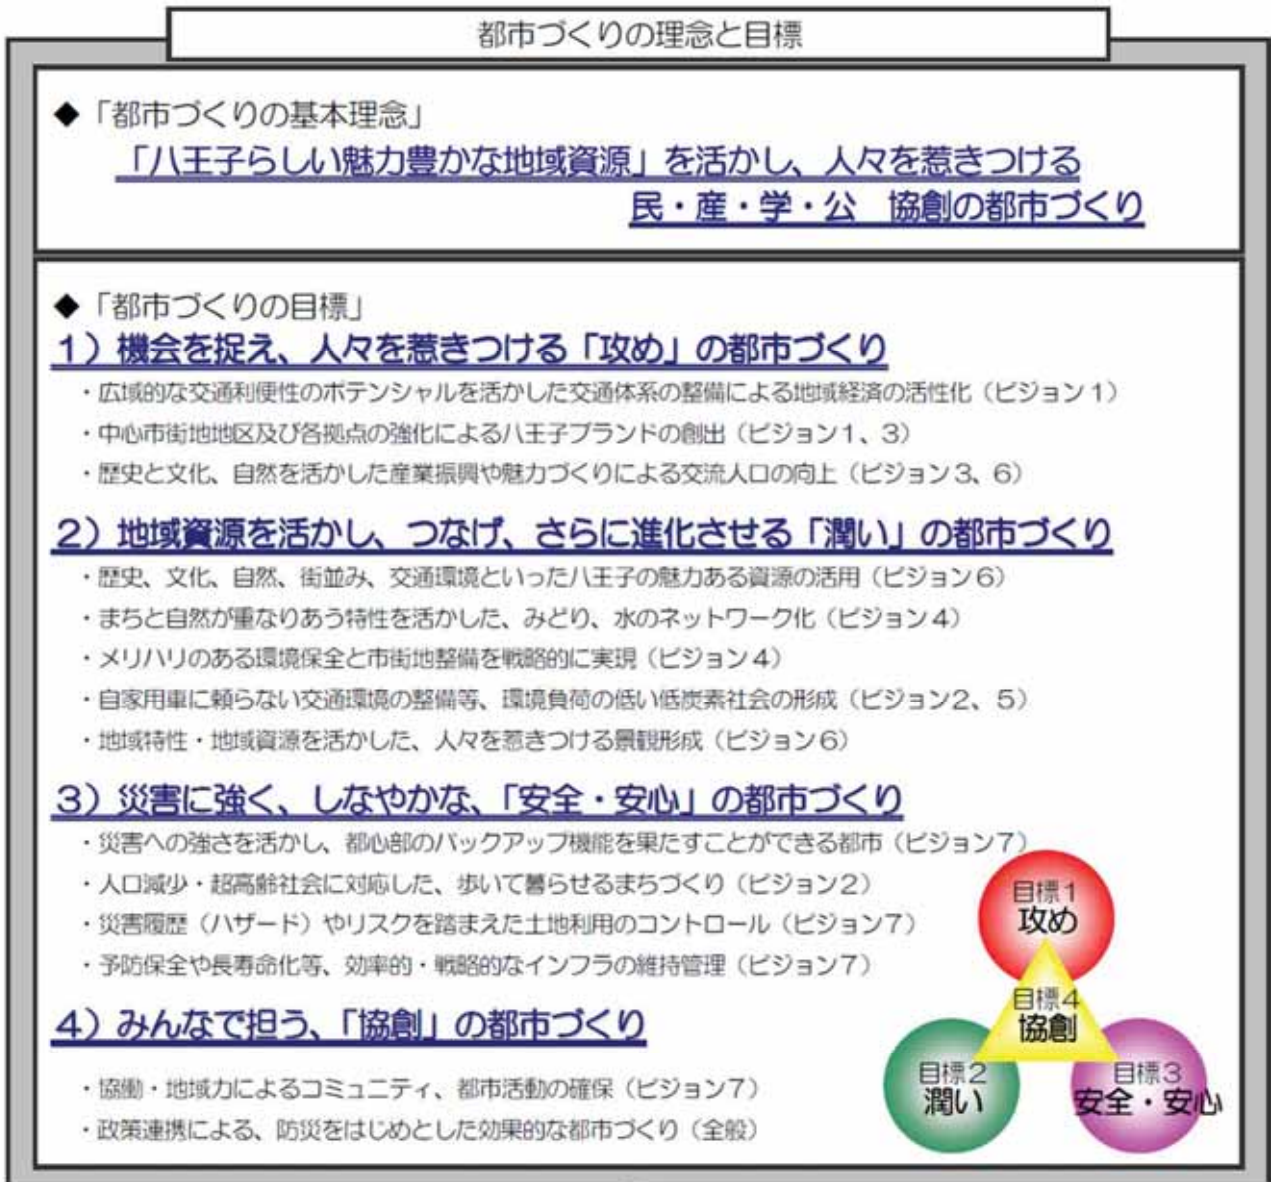 都市づくりの理念と目標
◆「都市づくりの基本理念」
「八王子らしい魅力豊かな地域資源」を活かし、人々を惹きつける
民・産・学・公　協創の都市づくり
◆「都市づくりの目標」
1）機会を捉え、人々を惹きつける「攻め」の都市づくり
・広域的な交通利便性のポテンシャルを活かした交通体系の整備による地域経済の活性化（ビジョン1）
・中心市街地地区及び各拠点の強化による八王子ブランドの創出（ビジョン1、3）
・歴史と文化、自然を活かした産業振興や魅力づくりによる交流人口の向上（ビジョン3、6）
2）地域資源を活かし、つなげ、さらに進化させる「潤い」の都市づくり
・歴史、文化、自然、街並み、交通環境といった八王子の魅力ある資源の活用（ビジョン6）
・まちと自然が重なりあう特性を活かした、みどり、水のネットワーク化（ビジョン4）
・メリハリのある環境保全と市街地整備を戦略的に実現（ビジョン4）
・自家用車に頼らない交通環境の整備等、環境負荷の低い低炭素社会の形成（ビジョン2、5）
・地域特性・地域資源を活かした、人々を惹きつける景観形成（ビジョン6）
3）災害に強く、しなやかな、「安全・安心」の都市づくり
・災害への強さを活かし、都心部のバックアップ機能を果たすことができる都市（ビジョン7）
・人口減少・超高齢社会に対応した、歩いて暮らせるまちづくり（ビジョン2）
・災害履歴（ハザード）やリスクを踏まえた土地利用のコントロール（ビジョン7）
・予防保全や長寿命化等、効率的・戦略的なインフラの維持管理（ビジョン7）
4）みんなで担う、「協創」の都市づくり
・協働・地域力によるコミュニティ、都市活動の確保（ビジョン7）
・政策連携による、防災をはじめとした効果的な都市づくり（全般）
目標1
攻め
目標4
協創
目標2
潤い
目標3
安全・安心